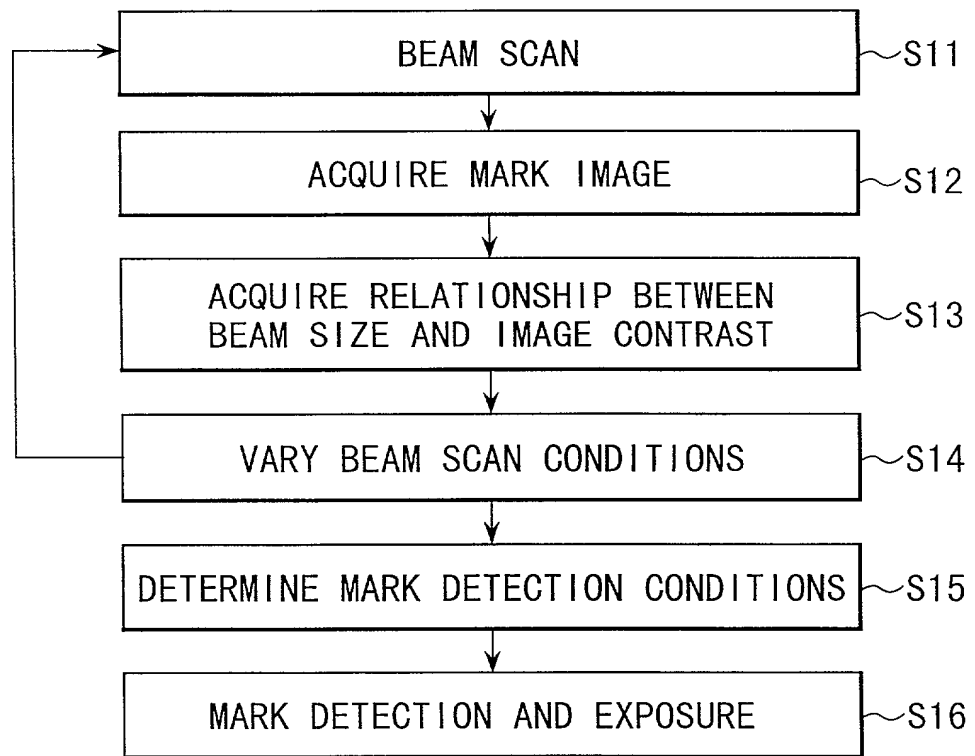 BEAM SCAN
S11
ACQUIRE MARK IMAGE
S12
ACQUIRE RELATIONSHIP BETWEEN
BEAM SIZE AND IMAGE CONTRAST
S13
VARY BEAM SCAN CONDITIONS
S14
DETERMINE MARK DETECTION CONDITIONS
S15
MARK DETECTION AND EXPOSURE
S16